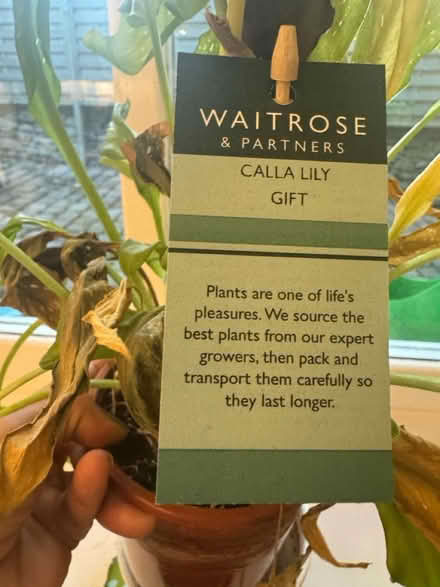 WAITROSE
& PARTNERS
CALLA LILY
GIFT
Plants are one of life's
pleasures. We source the
best plants from our expert
growers, then pack and
transport them carefully so
they last longer.